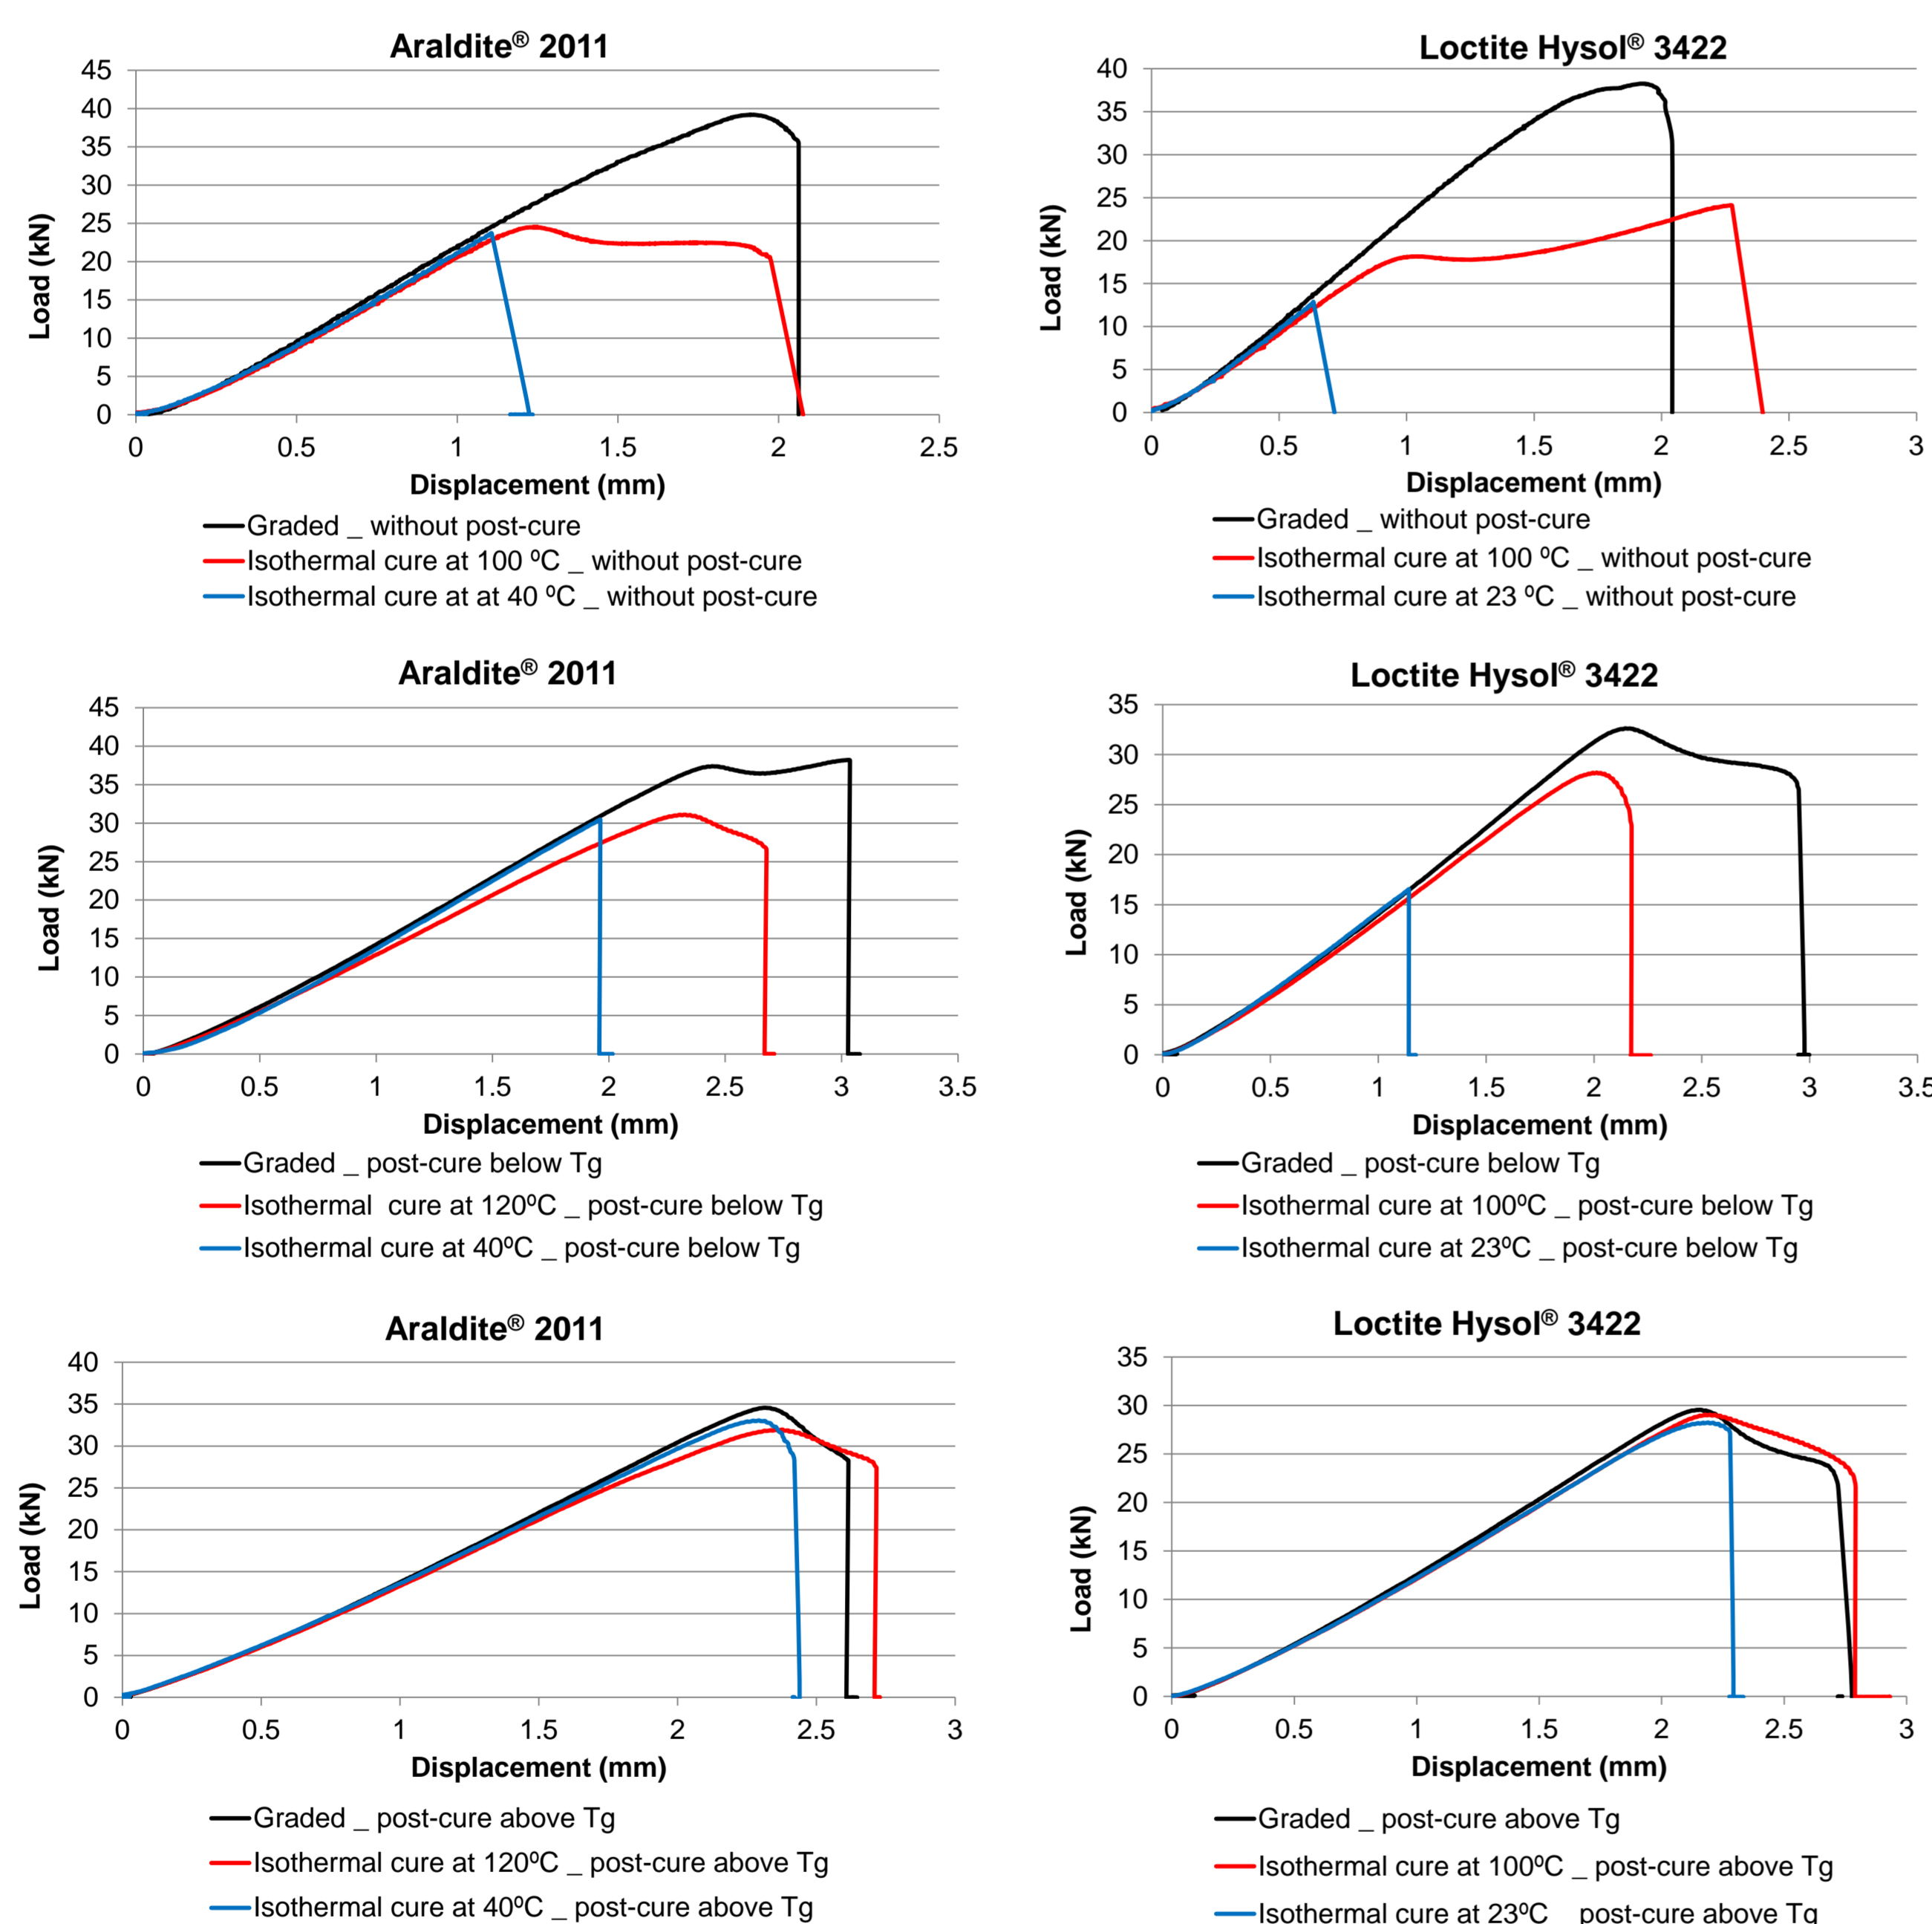 Araldite® 2011
45
40
35
30
25
20
15
10
5
0
Load (kN)
0 0.5 1 1.5 2 2.5
Displacement (mm)
Graded _ without post-cure
Isothermal cure at 100 ºC _ without post-cure
Isothermal cure at at 40 ºC _ without post-cure
Loctite Hysol® 3422
40
35
30
25
20
15
10
5
0
Load (kN)
0 0.5 1 1.5 2 2.5 3
Displacement (mm)
Graded _ without post-cure
Isothermal cure at 100 ºC _ without post-cure
Isothermal cure at 23 ºC _ without post-cure
Araldite® 2011
45
40
35
30
25
20
15
10
5
0
Load (kN)
0 0.5 1 1.5 2 2.5 3 3.5
Displacement (mm)
Graded _ post-cure below Tg
Isothermal cure at 120ºC _ post-cure below Tg
Isothermal cure at 40ºC _ post-cure below Tg
Loctite Hysol® 3422
35
30
25
20
15
10
5
0
Load (kN)
0 0.5 1 1.5 2 2.5 3 3.5
Displacement (mm)
Graded _ post-cure below Tg
Isothermal cure at 100ºC _ post-cure below Tg
Isothermal cure at 23ºC _ post-cure below Tg
Araldite® 2011
40
35
30
25
20
15
10
5
0
Load (kN)
0 0.5 1 1.5 2 2.5 3
Displacement (mm)
Graded _ post-cure above Tg
Isothermal cure at 120ºC _ post-cure above Tg
Isothermal cure at 40ºC _ post-cure above Tg
Loctite Hysol® 3422
35
30
25
20
15
10
5
0
Load (kN)
0 0.5 1 1.5 2 2.5 3
Displacement (mm)
Graded _ post-cure above Tg
Isothermal cure at 100ºC _ post-cure above Tg
Isothermal cure at 23ºC _ post-cure above Tg